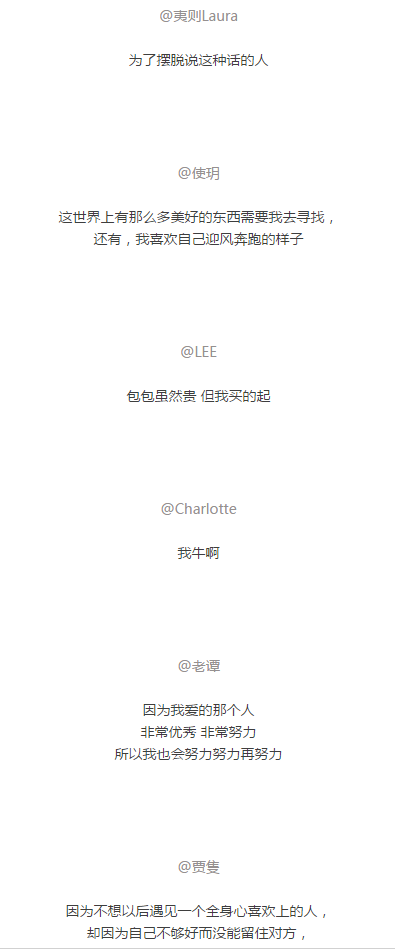 @夷则Laura
为了摆脱说这种话的人
@使玥
这世界上有那么多美好的东西需要我去寻找，
还有，我喜欢自己迎风奔跑的样子
@LEE
包包虽然贵 但我买的起
@Charlotte
我牛啊
@老谭
因为我爱的那个人
非常优秀 非常努力
所以我也会努力努力再努力
@贾隻
因为不想以后遇见一个全身心喜欢上的人，
却因为自己不够好而没能留住对方，